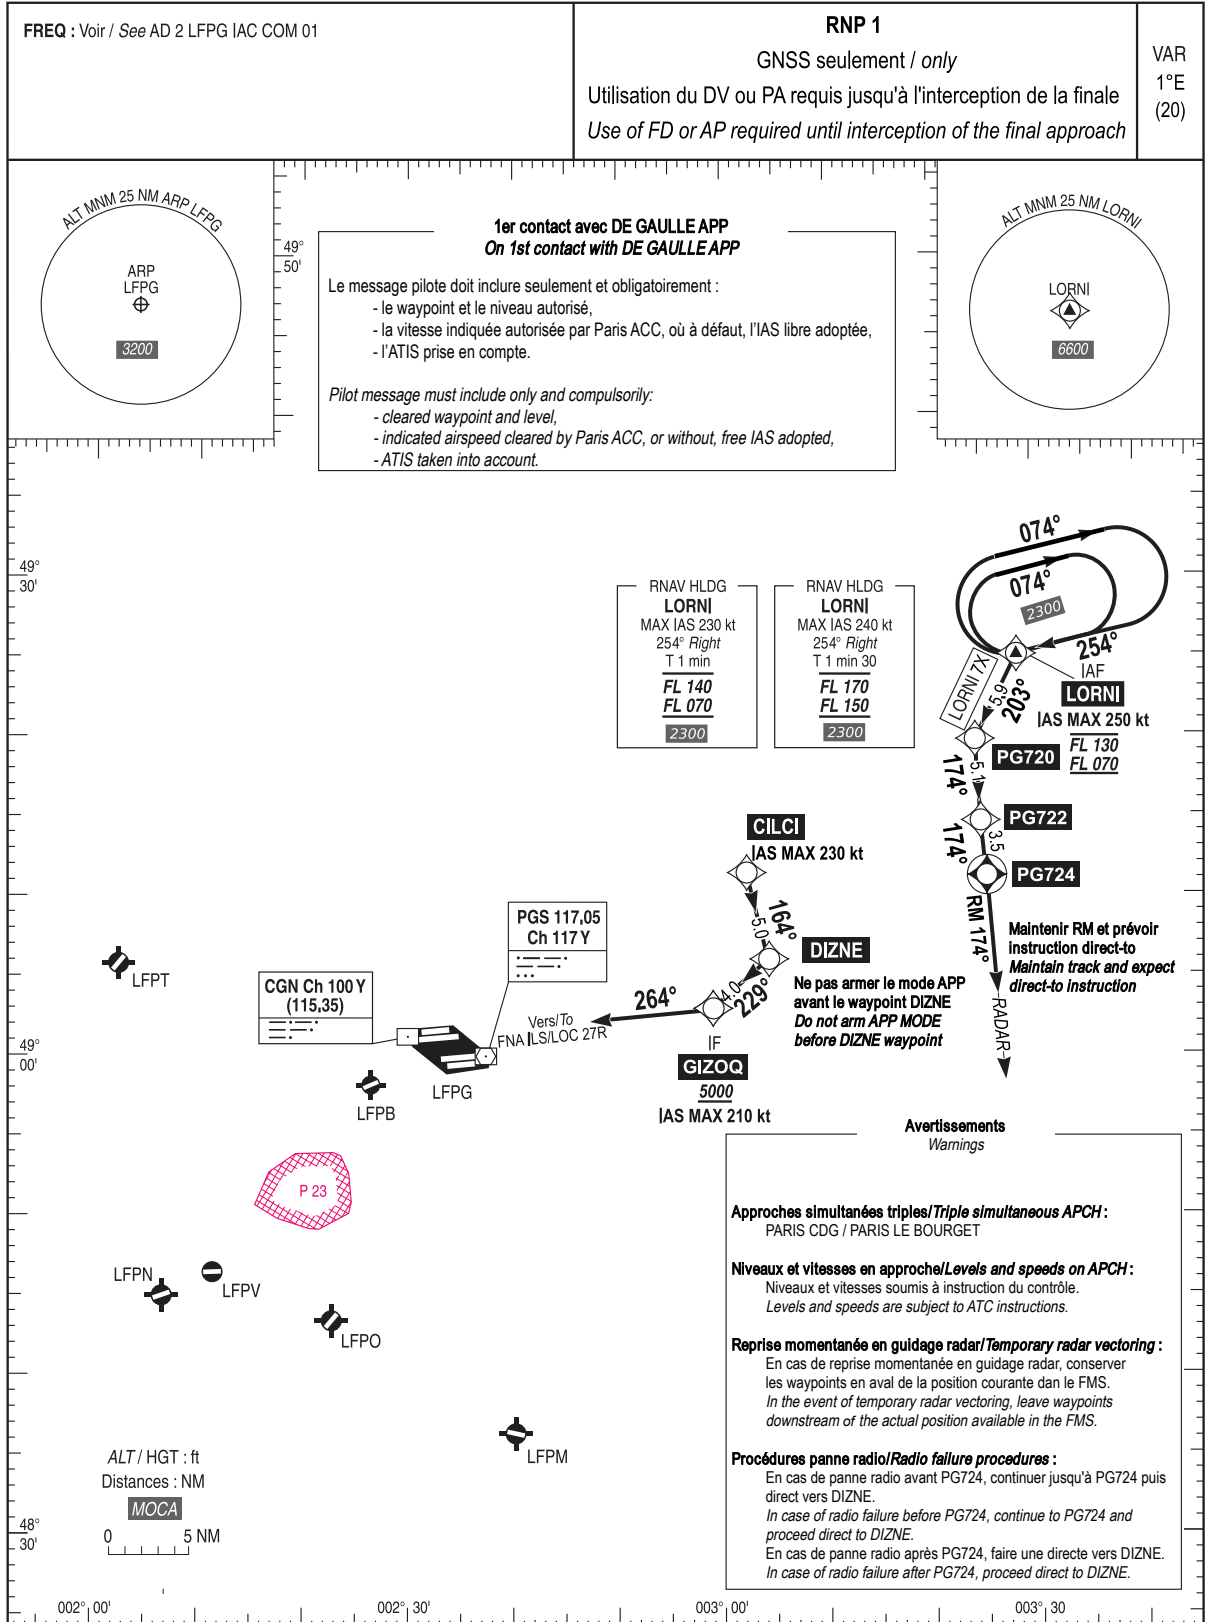 FREQ : Voir / See AD 2 LFPG IAC COM 01
RNP 1
GNSS seulement / only
Utilisation du DV ou PA requis jusqu'à l'interception de la finale
Use of FD or AP required until interception of the final approach
VAR
1°E
(20)
ALT MNM 25 NM ARP LFPG
ARP
LFPG
3200
49°
50'
1er contact avec DE GAULLE APP
On 1st contact with DE GAULLE APP
Le message pilote doit inclure seulement et obligatoirement :
- le waypoint et le niveau autorisé,
- la vitesse indiquée autorisée par Paris ACC, où à défaut, l'IAS libre adoptée,
- l'ATIS prise en compte.
Pilot message must include only and compulsorily:
- cleared waypoint and level,
- indicated airspeed cleared by Paris ACC, or without, free IAS adopted,
- ATIS taken into account.
ALT MNM 25 NM LORNI
LORNI
6600
49°
30'
RNAV HLDG
LORNI
MAX IAS 230 kt
254° Right
T 1 min
FL 140
FL 070
2300
RNAV HLDG
LORNI
MAX IAS 240 kt
254° Right
T 1 min 30
FL 170
FL 150
2300
074°
074°
2300
254°
IAF
LORNI
IAS MAX 250 kt
FL 130
FL 070
LORNI 7X
5.9
203°
PG720
5.1
174°
PG722
3.5
174°
PG724
RM 174°
RADAR
Maintenir RM et prévoir
instruction direct-to
Maintain track and expect
direct-to instruction
CILCI
IAS MAX 230 kt
5.0
164°
DIZNE
4.0
229°
Ne pas armer le mode APP
avant le waypoint DIZNE
Do not arm APP MODE
before DIZNE waypoint
264°
Vers/To
FNA ILS/LOC 27R
IF
GIZOQ
5000
IAS MAX 210 kt
PGS 117,05
Ch 117 Y
CGN Ch 100 Y
(115,35)
LFPT
49°
00'
LFPG
LFPB
P 23
LFPN
LFPV
LFPO
LFPM
Avertissements
Warnings
Approches simultanées triples/Triple simultaneous APCH :
PARIS CDG / PARIS LE BOURGET
Niveaux et vitesses en approche/Levels and speeds on APCH :
Niveaux et vitesses soumis à instruction du contrôle.
Levels and speeds are subject to ATC instructions.
Reprise momentanée en guidage radar/Temporary radar vectoring :
En cas de reprise momentanée en guidage radar, conserver
les waypoints en aval de la position courante dan le FMS.
In the event of temporary radar vectoring, leave waypoints
downstream of the actual position available in the FMS.
Procédures panne radio/Radio failure procedures :
En cas de panne radio avant PG724, continuer jusqu'à PG724 puis
direct vers DIZNE.
In case of radio failure before PG724, continue to PG724 and
proceed direct to DIZNE.
En cas de panne radio après PG724, faire une directe vers DIZNE.
In case of radio failure after PG724, proceed direct to DIZNE.
ALT / HGT : ft
Distances : NM
MOCA
0 5 NM
48°
30'
002° 00'
002° 30'
003° 00'
003° 30'